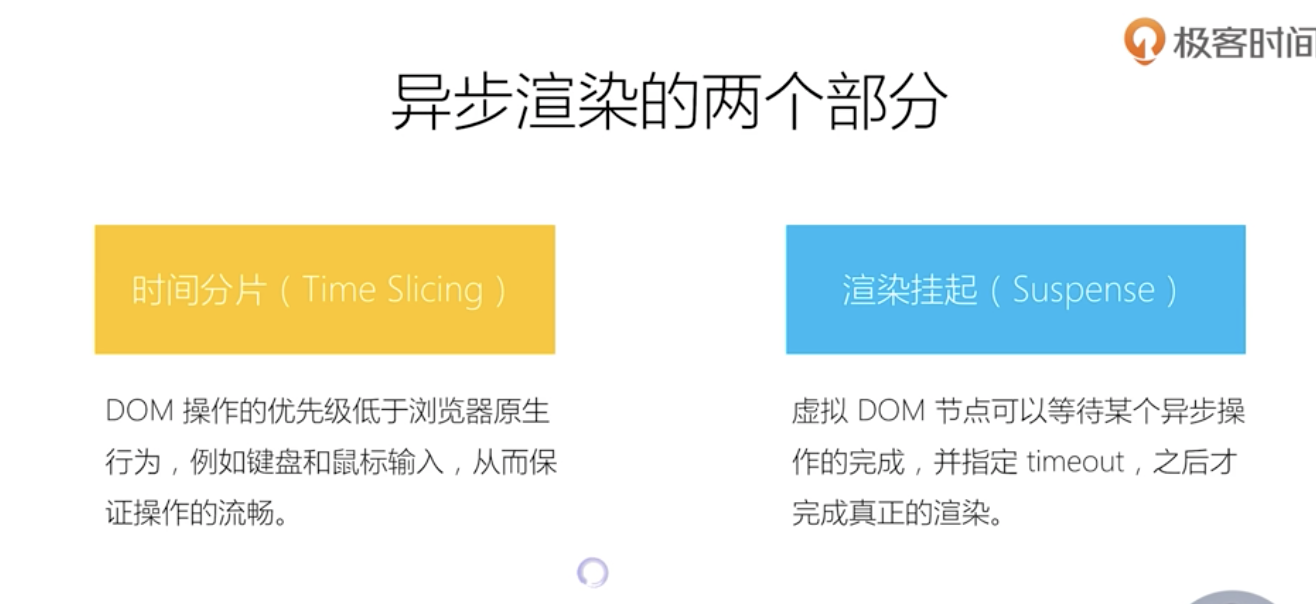 极客时间
异步渲染的两个部分
时间分片（Time Slicing）
DOM 操作的优先级低于浏览器原生
行为，例如键盘和鼠标输入，从而保
证操作的流畅。
渲染挂起（Suspense）
虚拟 DOM 节点可以等待某个异步操
作的完成，并指定 timeout，之后才
完成真正的渲染。